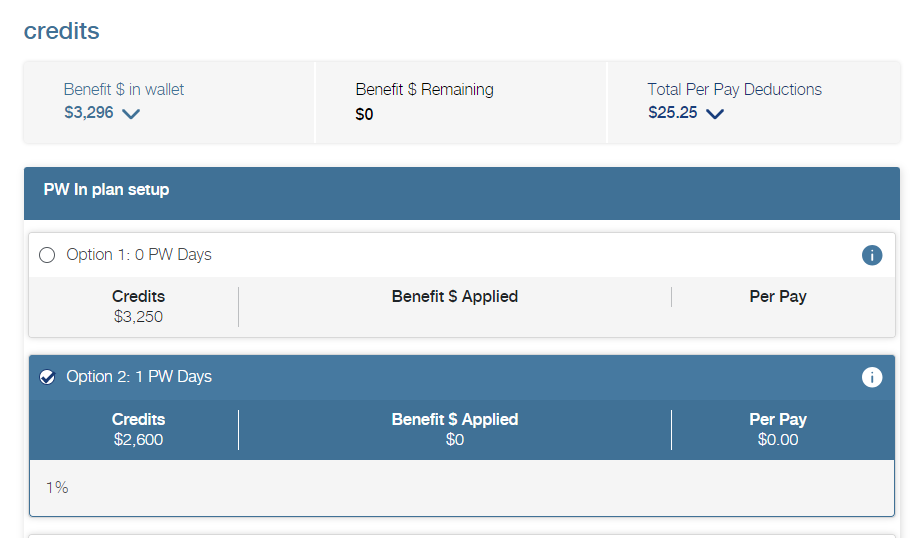 credits
Benefit $ in wallet
$3,296
Benefit $ Remaining
$0
Total Per Pay Deductions
$25.25
PW In plan setup
Option 1: 0 PW Days
i
Credits
$3,250
Benefit $ Applied
Per Pay
Option 2: 1 PW Days
i
Credits
$2,600
Benefit $ Applied
$0
Per Pay
$0.00
1%